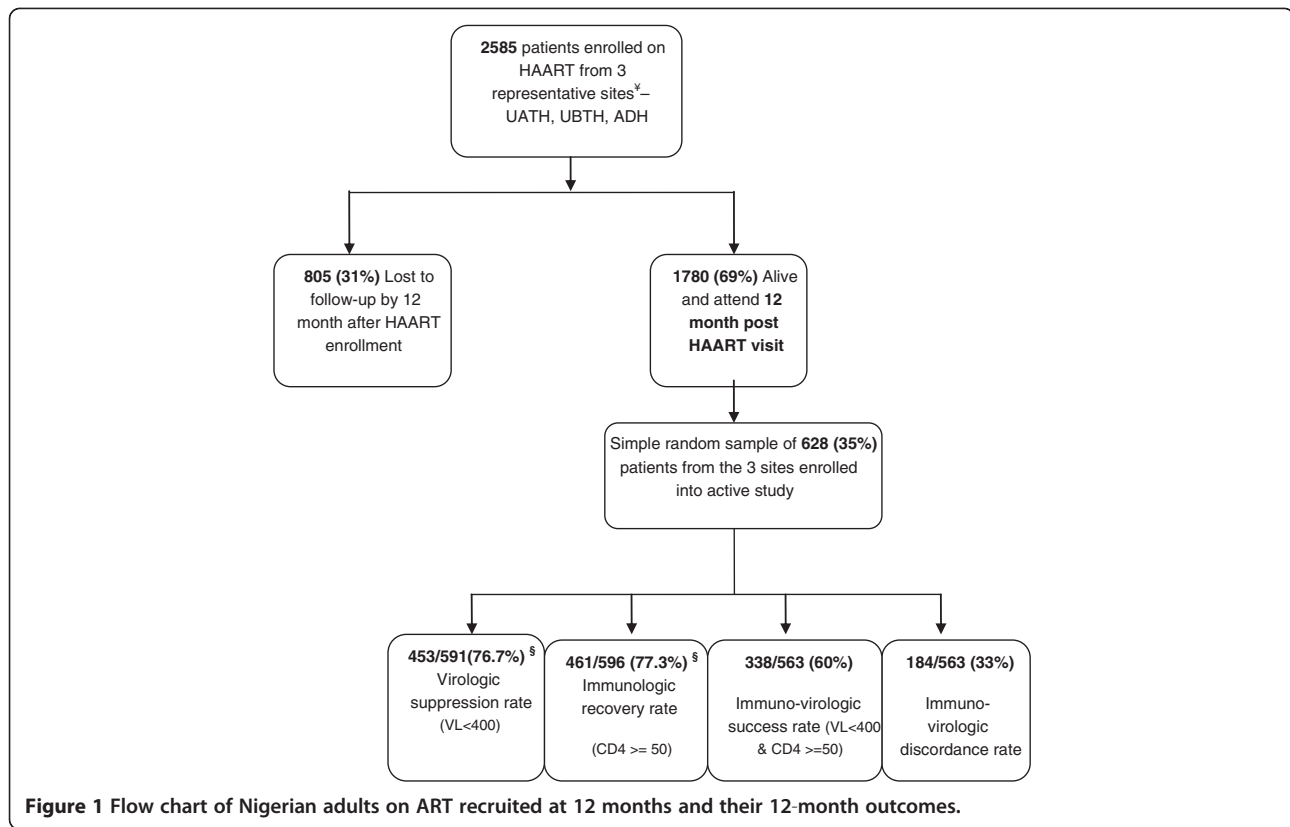 2585 patients enrolled on
HAART from 3
representative sites¥–
UATH, UBTH, ADH
805 (31%) Lost to
follow-up by 12
month after HAART
enrollment
1780 (69%) Alive
and attend 12
month post
HAART visit
Simple random sample of 628 (35%)
patients from the 3 sites enrolled
into active study
453/591(76.7%) §
Virologic
suppression rate
(VL<400)
461/596 (77.3%) §
Immunologic
recovery rate
(CD4 >= 50)
338/563 (60%)
Immuno-virologic
success rate (VL<400
& CD4 >=50)
184/563 (33%)
Immuno-
virologic
discordance rate
Figure 1 Flow chart of Nigerian adults on ART recruited at 12 months and their 12-month outcomes.